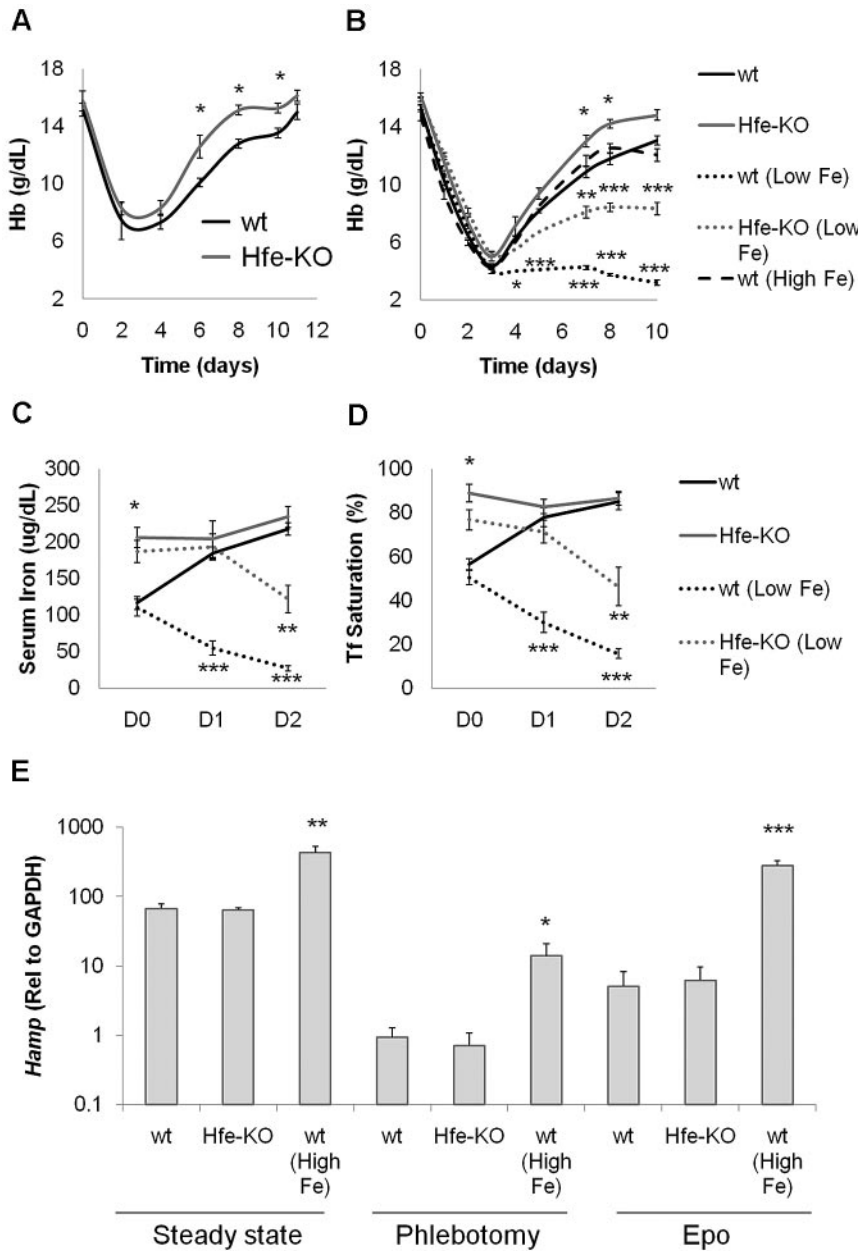 A
B
18
14
10
6
2
Hb (g/dL)
* * *
wt
Hfe-KO
0 2 4 6 8 10 12
Time (days)
18
14
10
6
2
Hb (g/dL)
* *
** *** ***
*** *** ***
* ***
0 2 4 6 8 10
Time (days)
wt
Hfe-KO
wt (Low Fe)
Hfe-KO (Low
Fe)
wt (High Fe)
C
D
300
250
200
150
100
50
0
Serum Iron (ug/dL)
*
**
*** ***
D0 D1 D2
100
80
60
40
20
0
Tf Saturation (%)
*
**
*** ***
D0 D1 D2
wt
Hfe-KO
wt (Low Fe)
Hfe-KO (Low
Fe)
E
1000
100
10
1
0.1
Hamp (Rel to GAPDH)
** * ***
wt Hfe-KO wt (High Fe) wt Hfe-KO wt (High Fe) wt Hfe-KO wt (High Fe)
Steady state Phlebotomy Epo